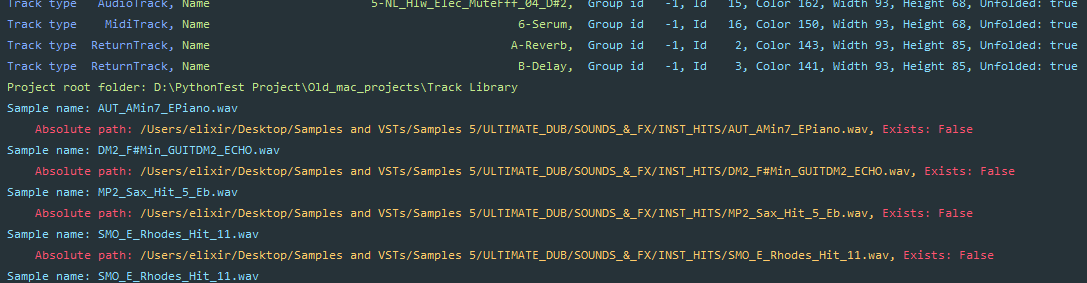 Track type  AudioTrack, Name 5-NL_Hlw_Elec_MuteF++_04_D#2,  Group id   -1, Id   15, Color 162, Width 93, Height 68, Unfolded: true
Track type   MidiTrack, Name 6-Serum,  Group id   -1, Id   16, Color 150, Width 93, Height 68, Unfolded: true
Track type  ReturnTrack, Name A-Reverb,  Group id   -1, Id    2, Color 143, Width 93, Height 85, Unfolded: true
Track type  ReturnTrack, Name B-Delay,  Group id   -1, Id    3, Color 141, Width 93, Height 85, Unfolded: true
Project root folder: D:\PythonTest Project\Old_mac_projects\Track Library
Sample name: AUT_AMin7_EPiano.wav
Absolute path: /Users/elixir/Desktop/Samples and VSTs/Samples 5/ULTIMATE_DUB/SOUNDS_&_FX/INST_HITS/AUT_AMin7_EPiano.wav, Exists: False
Sample name: DM2_F#Min_GUITDM2_ECHO.wav
Absolute path: /Users/elixir/Desktop/Samples and VSTs/Samples 5/ULTIMATE_DUB/SOUNDS_&_FX/INST_HITS/DM2_F#Min_GUITDM2_ECHO.wav, Exists: False
Sample name: MP2_Sax_Hit_5_Eb.wav
Absolute path: /Users/elixir/Desktop/Samples and VSTs/Samples 5/ULTIMATE_DUB/SOUNDS_&_FX/INST_HITS/MP2_Sax_Hit_5_Eb.wav, Exists: False
Sample name: SMO_E_Rhodes_Hit_11.wav
Absolute path: /Users/elixir/Desktop/Samples and VSTs/Samples 5/ULTIMATE_DUB/SOUNDS_&_FX/INST_HITS/SMO_E_Rhodes_Hit_11.wav, Exists: False
Sample name: SMO_E_Rhodes_Hit_11.wav